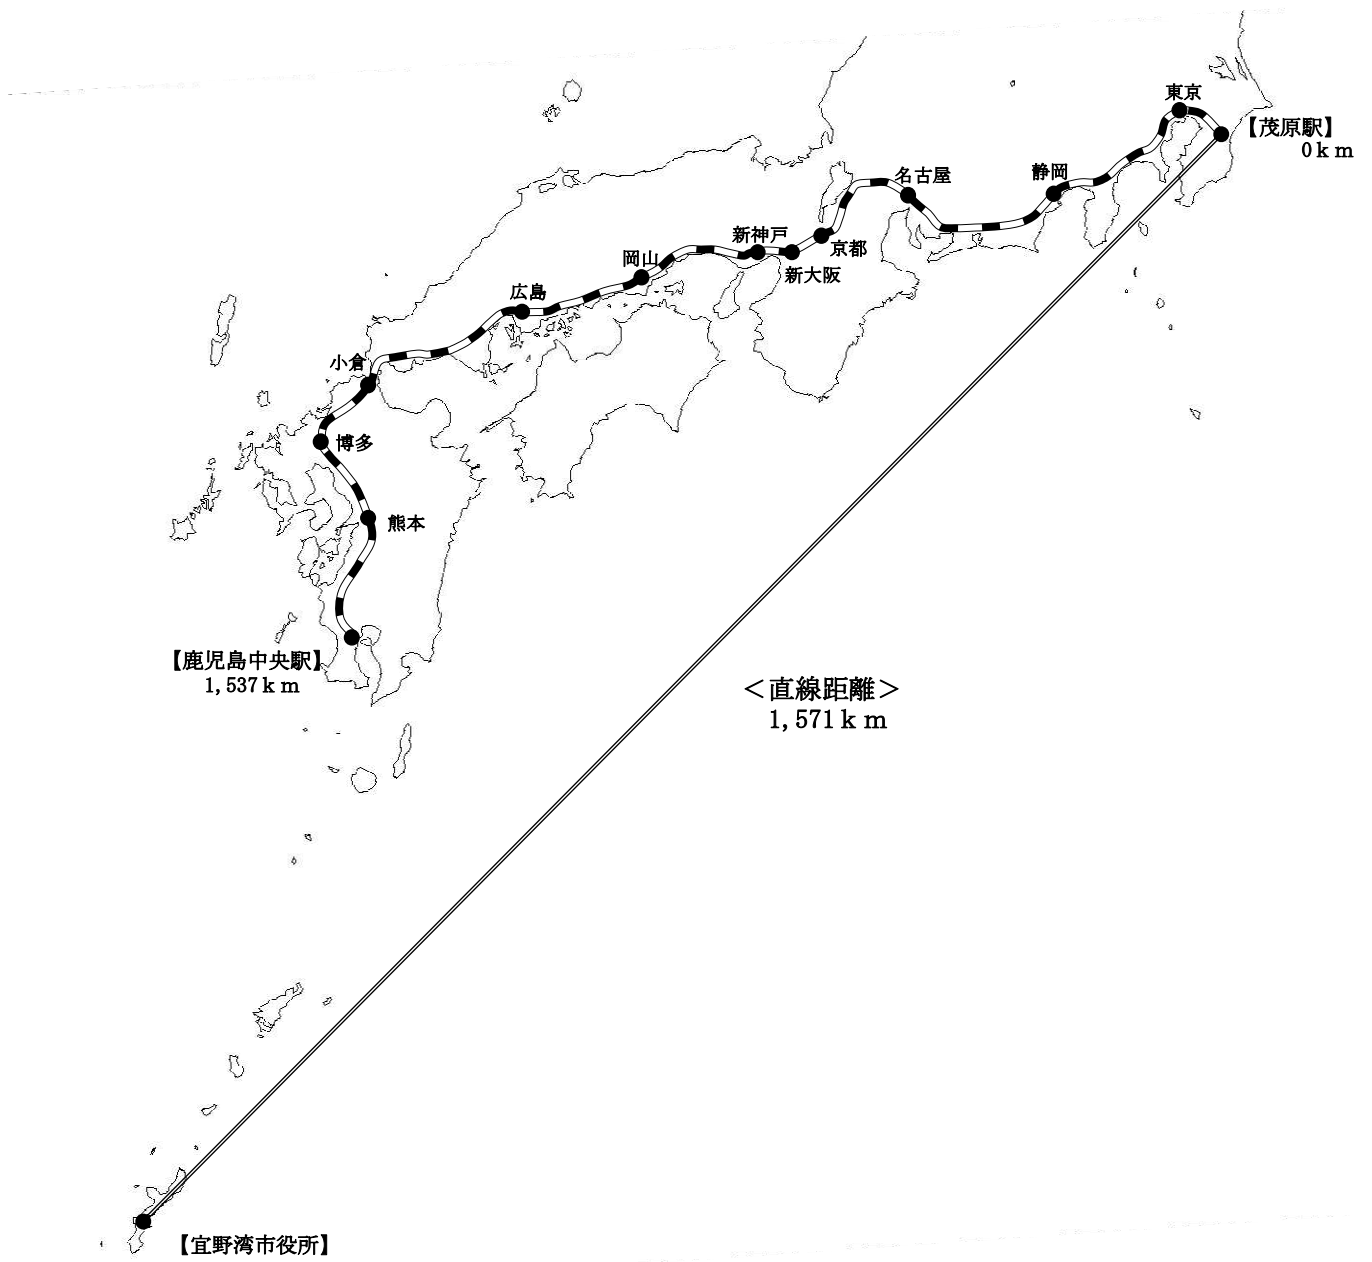 東京
【茂原駅】
0km
静岡
名古屋
新神戸
京都
新大阪
岡山
広島
小倉
博多
熊本
【鹿児島中央駅】
1,537km
＜直線距離＞
1,571km
【宜野湾市役所】